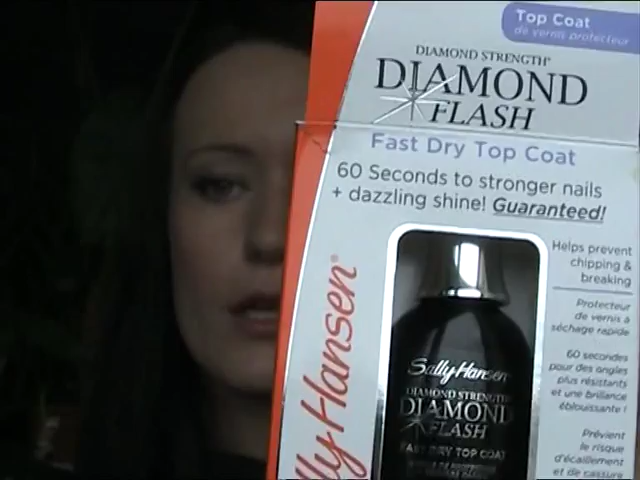 Top Coat
de vernis protecteur
DIAMOND STRENGTH®
DIAMOND
FLASH
Fast Dry Top Coat
60 Seconds to stronger nails
+ dazzling shine! Guaranteed!
Helps prevent
chipping &
breaking
Protecteur
de vernis à
séchage rapide
60 secondes
pour des ongles
plus résistants
et une brillance
éblouissante !
Prévient
le risque
d'écaillement
et de cassure
lly Hansen®
Sally Hansen
DIAMOND STRENGTH
DIAMOND
FLASH
FAST DRY TOP COAT